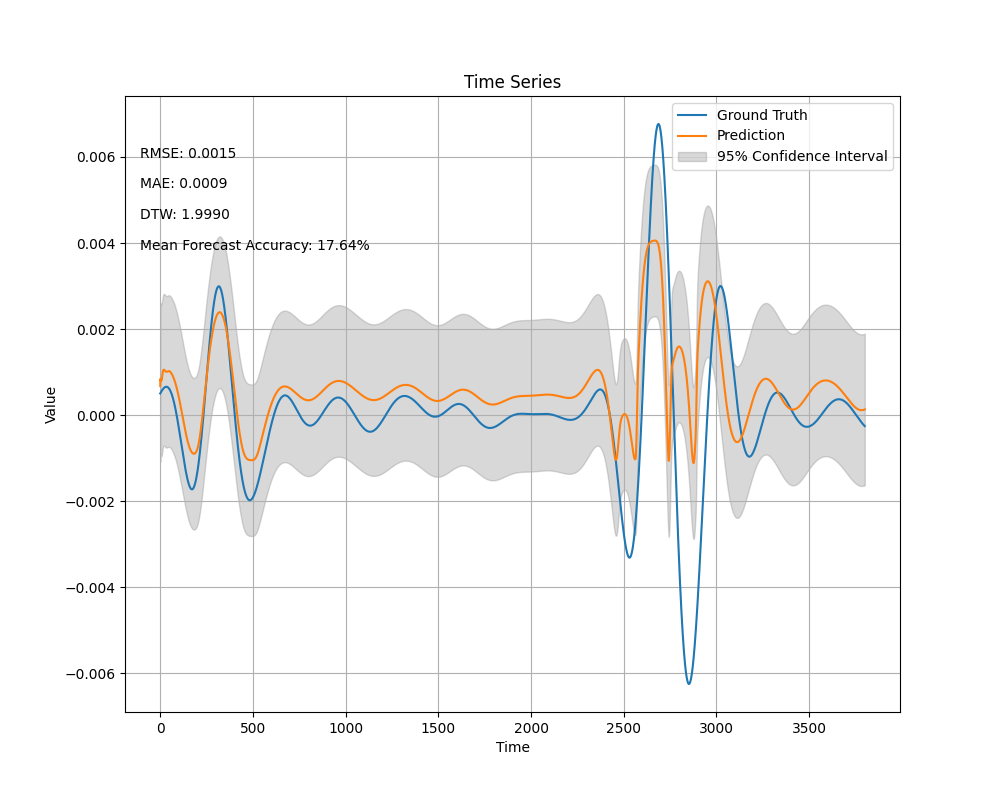 Time Series
Ground Truth
Prediction
95% Confidence Interval
RMSE: 0.0015
MAE: 0.0009
DTW: 1.9990
Mean Forecast Accuracy: 17.64%
Value
0.006
0.004
0.002
0.000
−0.002
−0.004
−0.006
0 500 1000 1500 2000 2500 3000 3500
Time